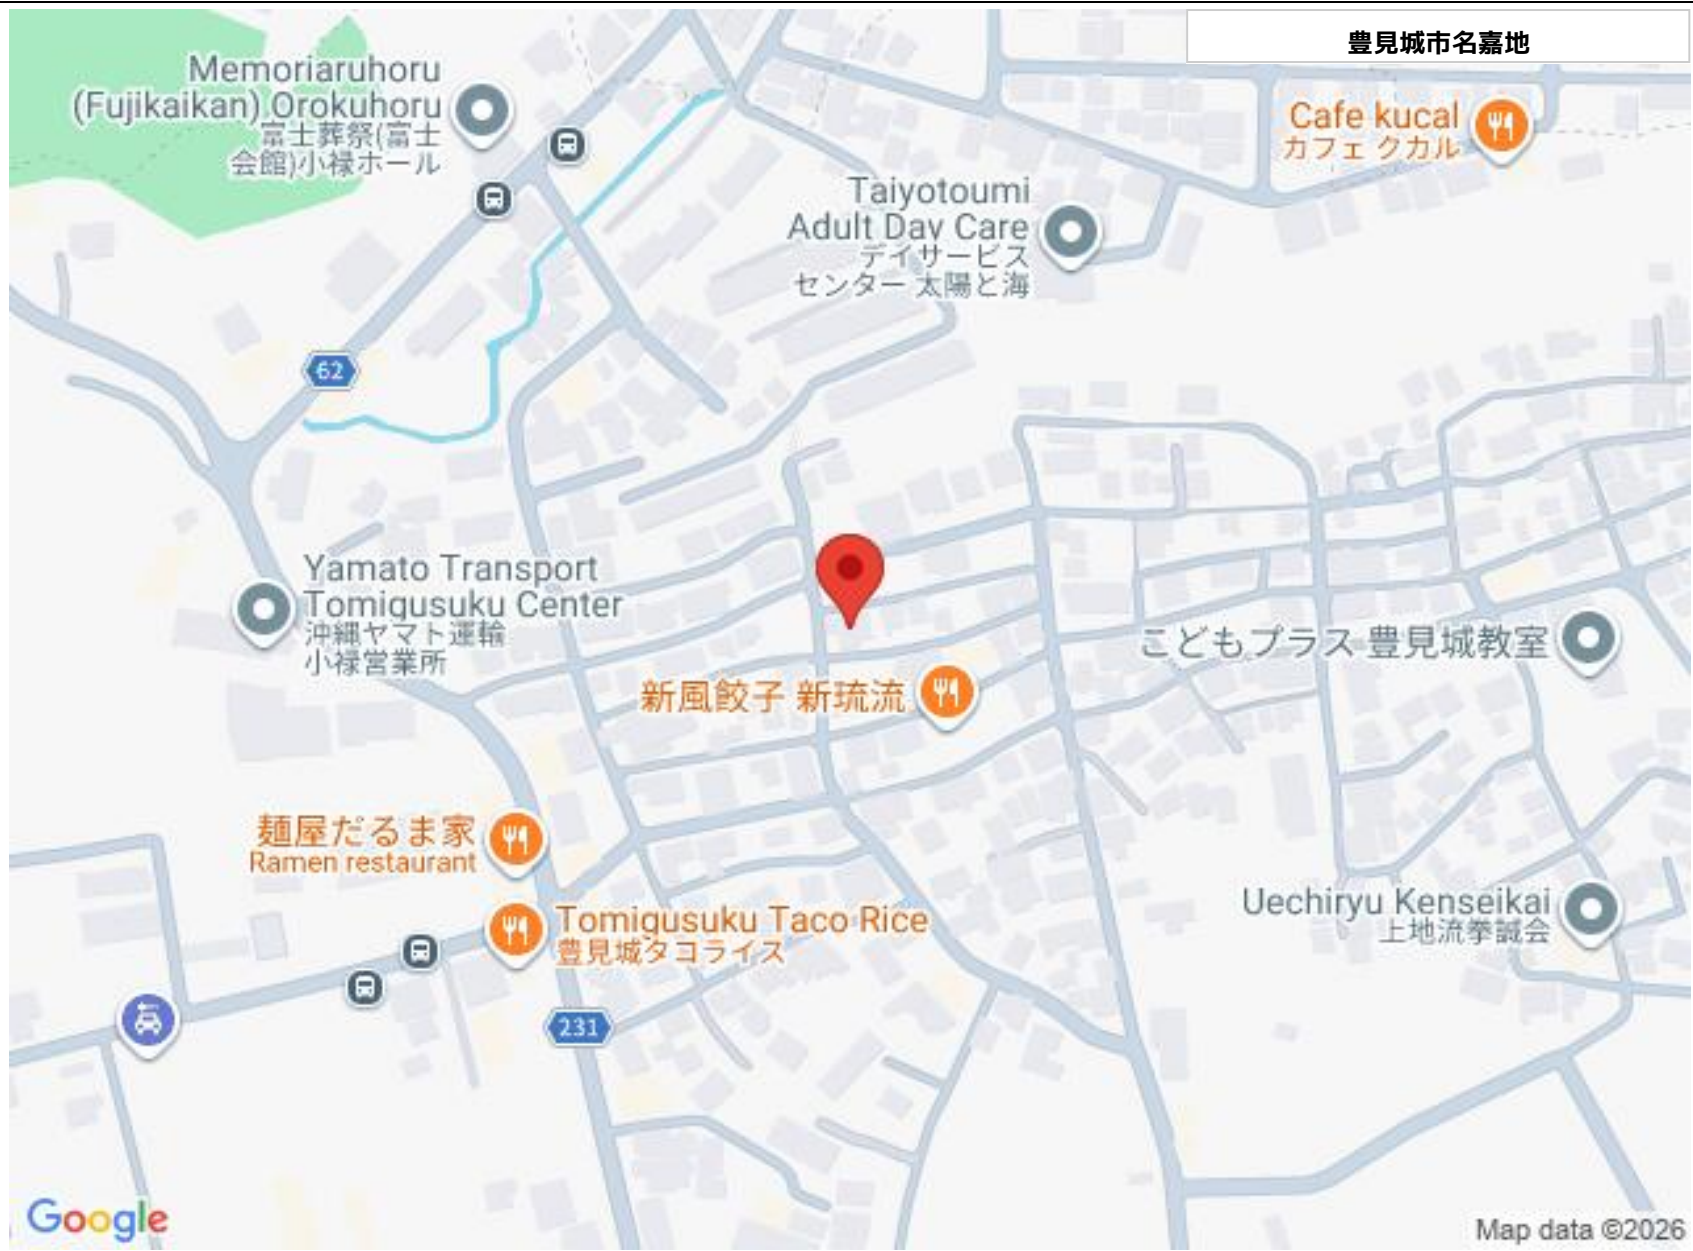 豊見城市名嘉地
Memoriaruhoru
(Fujikaikan) Orokuhoru
富士葬祭(富士
会館)小禄ホール
Cafe kucal
カフェ クカル
Taiyotoumi
Adult Day Care
デイサービス
センター 太陽と海
62
Yamato Transport
Tomigusuku Center
沖縄ヤマト運輸
小禄営業所
こどもプラス 豊見城教室
新風餃子 新琉流
麺屋だるま家
Ramen restaurant
Tomigusuku Taco Rice
豊見城タコライス
Uechiryu Kenseikai
上地流拳誠会
231
Google
Map data ©2026